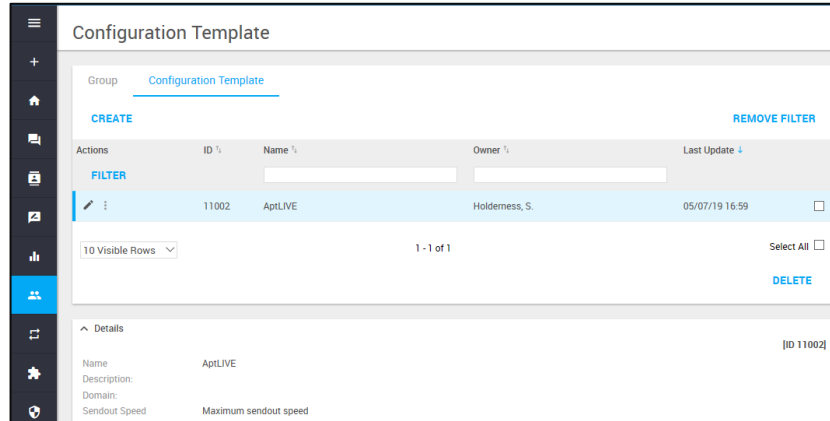 Configuration Template
Group Configuration Template
CREATE REMOVE FILTER
Actions ID Name Owner Last Update
FILTER
11002 AptLIVE Holderness, S. 05/07/19 16:59
10 Visible Rows 1 - 1 of 1 Select All
DELETE
Details
[ID 11002]
Name AptLIVE
Description:
Domain:
Sendout Speed Maximum sendout speed